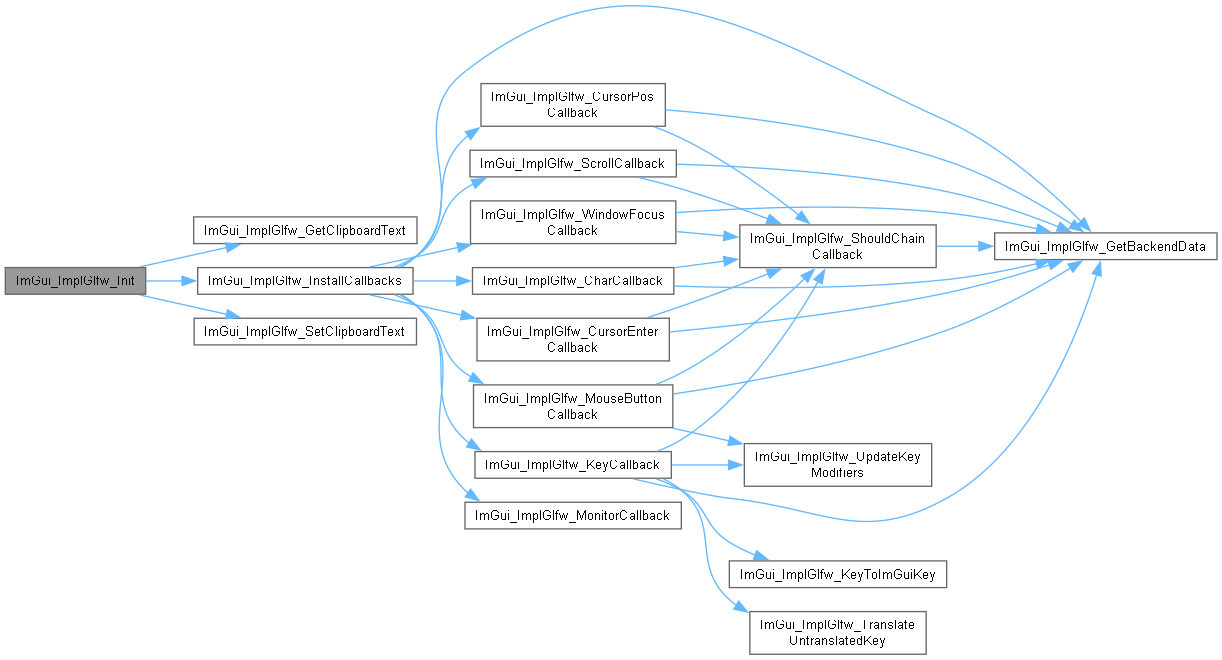 ImGui_ImplGlfw_CursorPos
Callback
ImGui_ImplGlfw_ScrollCallback
ImGui_ImplGlfw_WindowFocus
Callback
ImGui_ImplGlfw_GetClipboardText
ImGui_ImplGlfw_ShouldChain
Callback
ImGui_ImplGlfw_GetBackendData
ImGui_ImplGlfw_Init
ImGui_ImplGlfw_InstallCallbacks
ImGui_ImplGlfw_CharCallback
ImGui_ImplGlfw_SetClipboardText
ImGui_ImplGlfw_CursorEnter
Callback
ImGui_ImplGlfw_MouseButton
Callback
ImGui_ImplGlfw_KeyCallback
ImGui_ImplGlfw_UpdateKey
Modifiers
ImGui_ImplGlfw_MonitorCallback
ImGui_ImplGlfw_KeyToImGuiKey
ImGui_ImplGlfw_Translate
UntranslatedKey